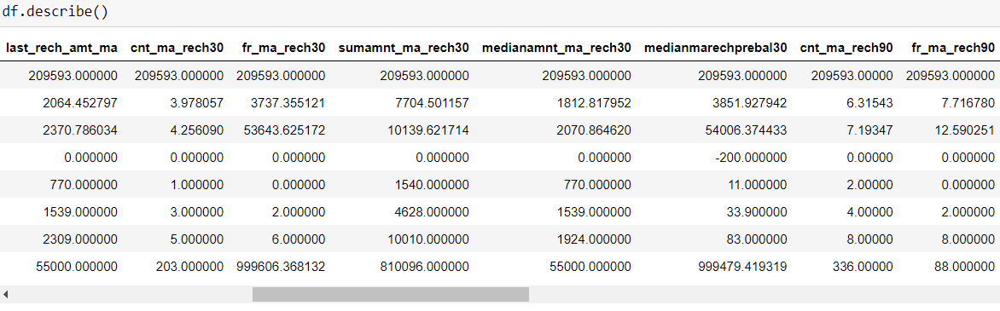 df.describe()
last_rech_amt_ma cnt_ma_rech30 fr_ma_rech30 sumamnt_ma_rech30 medianamnt_ma_rech30 medianmarechprebal30 cnt_ma_rech90 fr_ma_rech90
209593.000000 209593.000000 209593.000000 209593.000000 209593.000000 209593.000000 209593.00000 209593.000000
2064.452797 3.978057 3737.355121 7704.501157 1812.817952 3851.927942 6.31543 7.716780
2370.786034 4.256090 53643.625172 10139.621714 2070.864620 54006.374433 7.19347 12.590251
0.000000 0.000000 0.000000 0.000000 0.000000 -200.000000 0.00000 0.000000
770.000000 1.000000 0.000000 1540.000000 770.000000 11.000000 2.00000 0.000000
1539.000000 3.000000 2.000000 4628.000000 1539.000000 33.900000 4.00000 2.000000
2309.000000 5.000000 6.000000 10010.000000 1924.000000 83.000000 8.00000 8.000000
55000.000000 203.000000 999606.368132 810096.000000 55000.000000 999479.419319 336.00000 88.000000